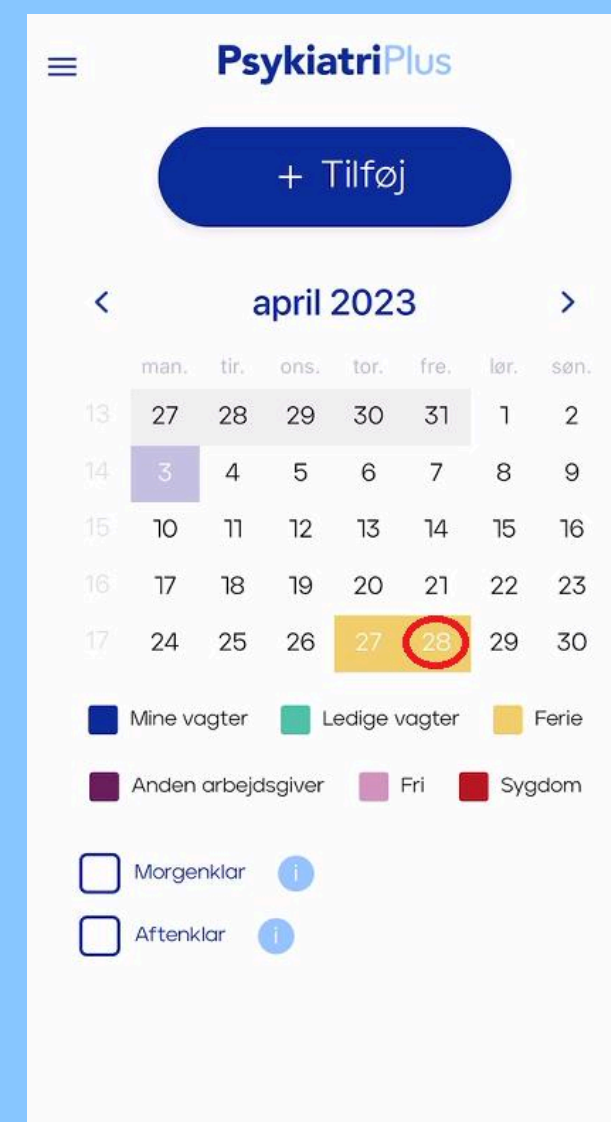 PsykiatriPlus
+ Tilføj
< april 2023 >
man. tir. ons. tor. fre. lør. søn.
13 27 28 29 30 31 1 2
14 3 4 5 6 7 8 9
15 10 11 12 13 14 15 16
16 17 18 19 20 21 22 23
17 24 25 26 27 28 29 30
Mine vagter Ledige vagter Ferie
Anden arbejdsgiver Fri Sygdom
Morgenklar i
Aftenklar i